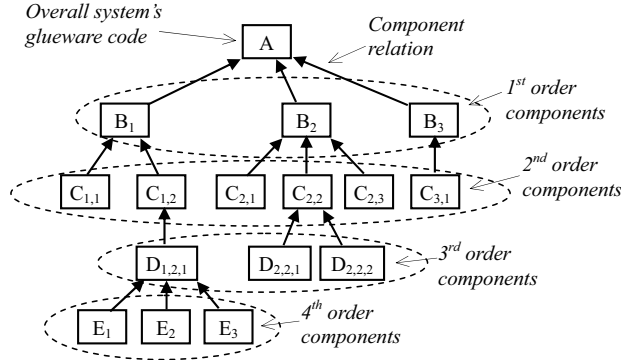 Overall system's
glueware code
A
Component
relation
1st order
components
B1
B2
B3
2nd order
components
C1,1
C1,2
C2,1
C2,2
C2,3
C3,1
3rd order
components
D1,2,1
D2,2,1
D2,2,2
4th order
components
E1
E2
E3